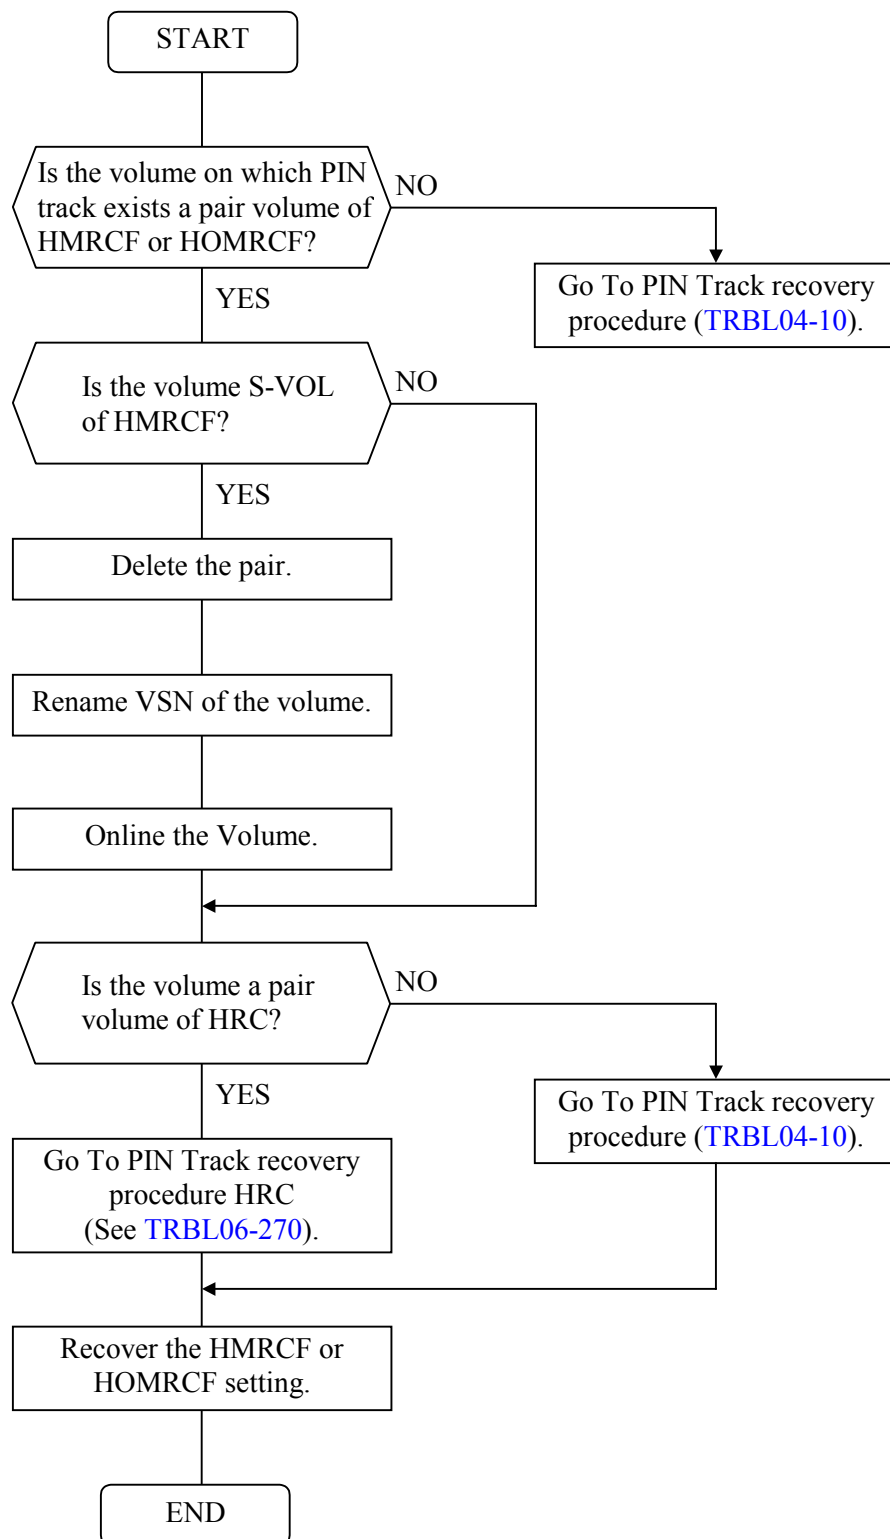 START
Is the volume on which PIN
track exists a pair volume of
HMRCF or HOMRCF?
NO
YES
Go To PIN Track recovery
procedure (TRBL04-10).
Is the volume S-VOL
of HMRCF?
NO
YES
Delete the pair.
Rename VSN of the volume.
Online the Volume.
Is the volume a pair
volume of HRC?
NO
YES
Go To PIN Track recovery
procedure (TRBL04-10).
Go To PIN Track recovery
procedure HRC
(See TRBL06-270).
Recover the HMRCF or
HOMRCF setting.
END